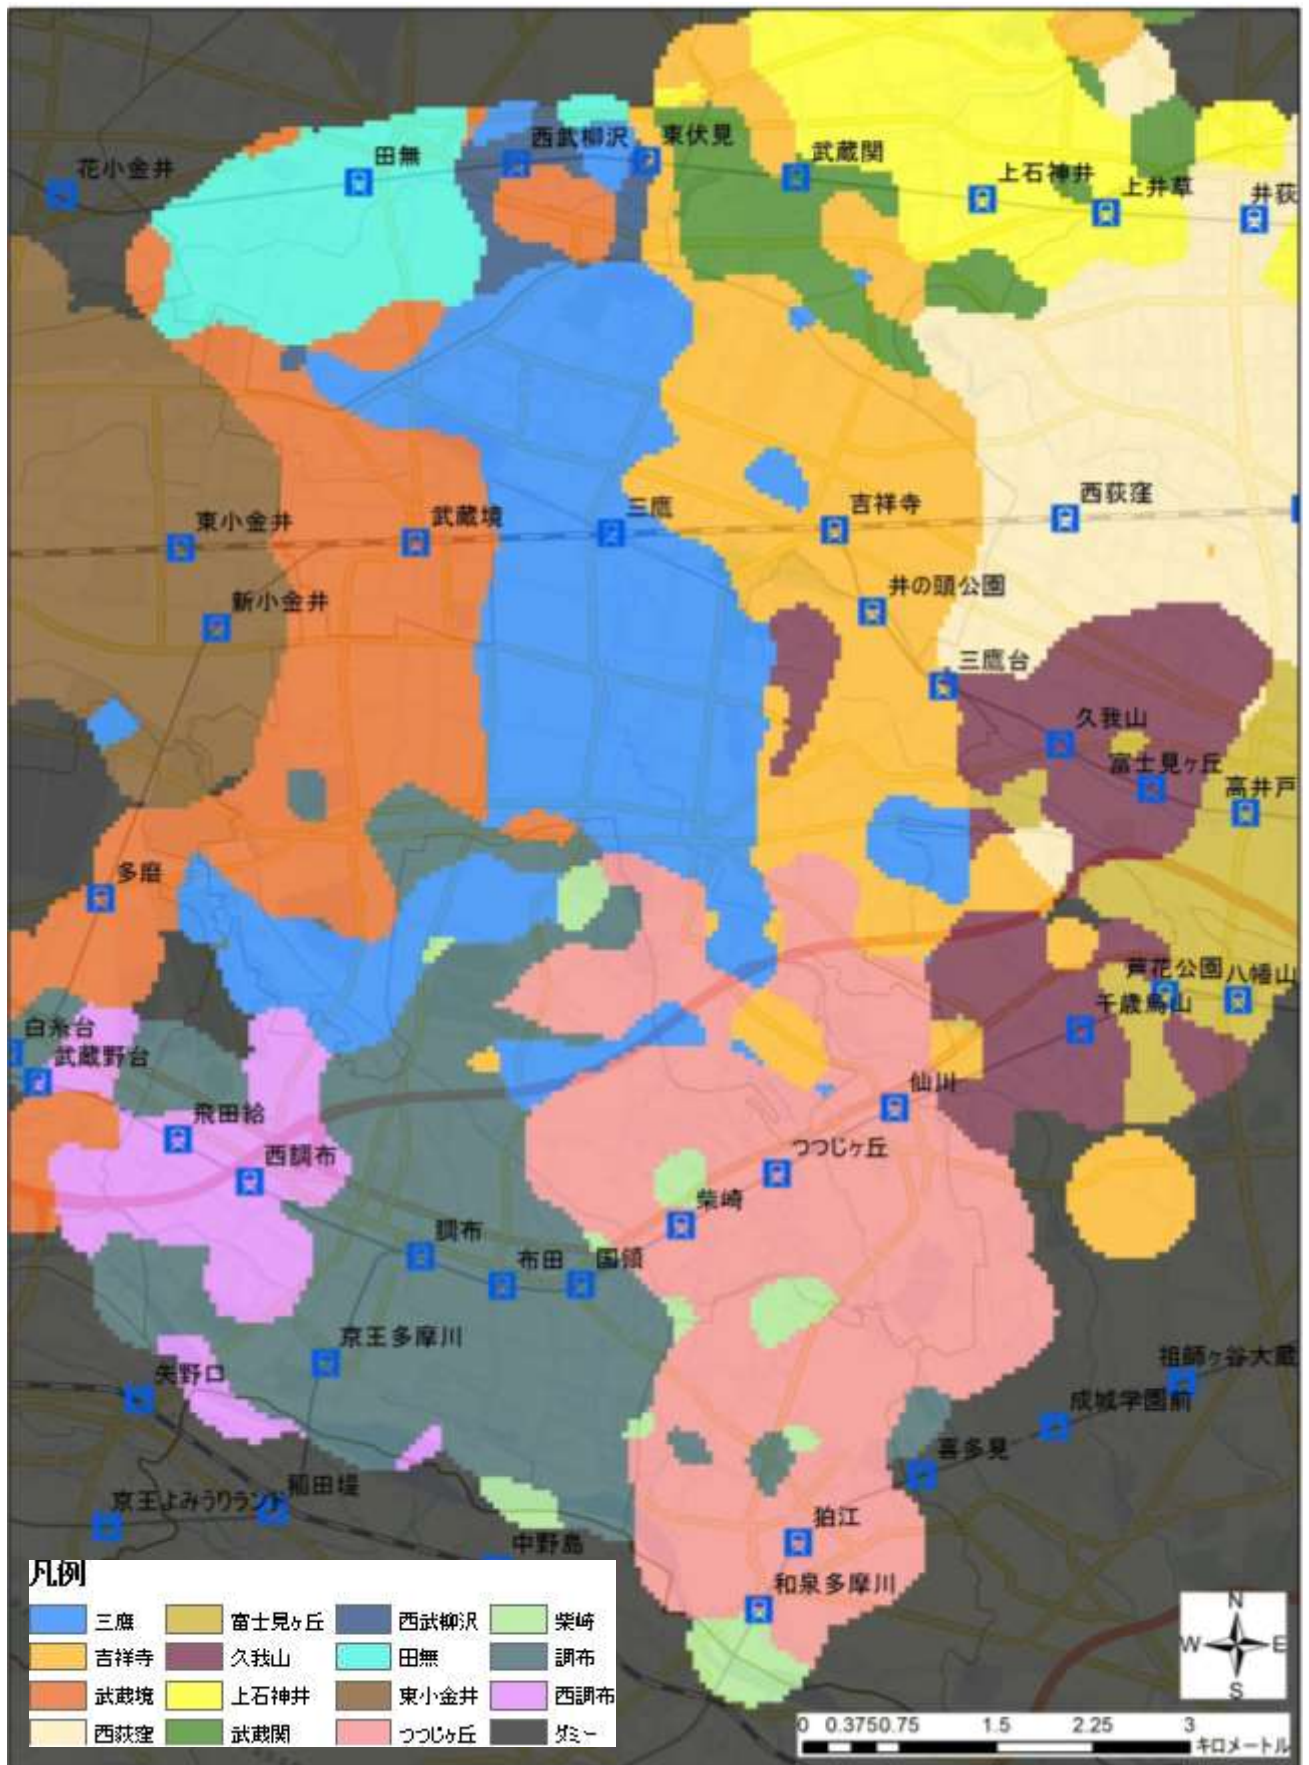 西武柳沢
東伏見
武蔵関
花小金井
田無
上石神井
上井草
井荻
東小金井
武蔵境
三鷹
吉祥寺
西荻窪
新小金井
井の頭公園
三鷹台
久我山
富士見ヶ丘
高井戸
多磨
芦花公園
八幡山
千歳烏山
白糸台
武蔵野台
飛田給
西調布
仙川
つつじヶ丘
柴崎
調布
布田
国領
京王多摩川
矢野口
祖師ヶ谷大蔵
成城学園前
喜多見
京王よみうりランド
稲田堤
狛江
中野島
和泉多摩川
凡例
三鷹 富士見ヶ丘 西武柳沢 柴崎
吉祥寺 久我山 田無 調布
武蔵境 上石神井 東小金井 西調布
西荻窪 武蔵関 つつじヶ丘 ダミー
N
W E
S
0 0.375 0.75 1.5 2.25 3
キロメートル